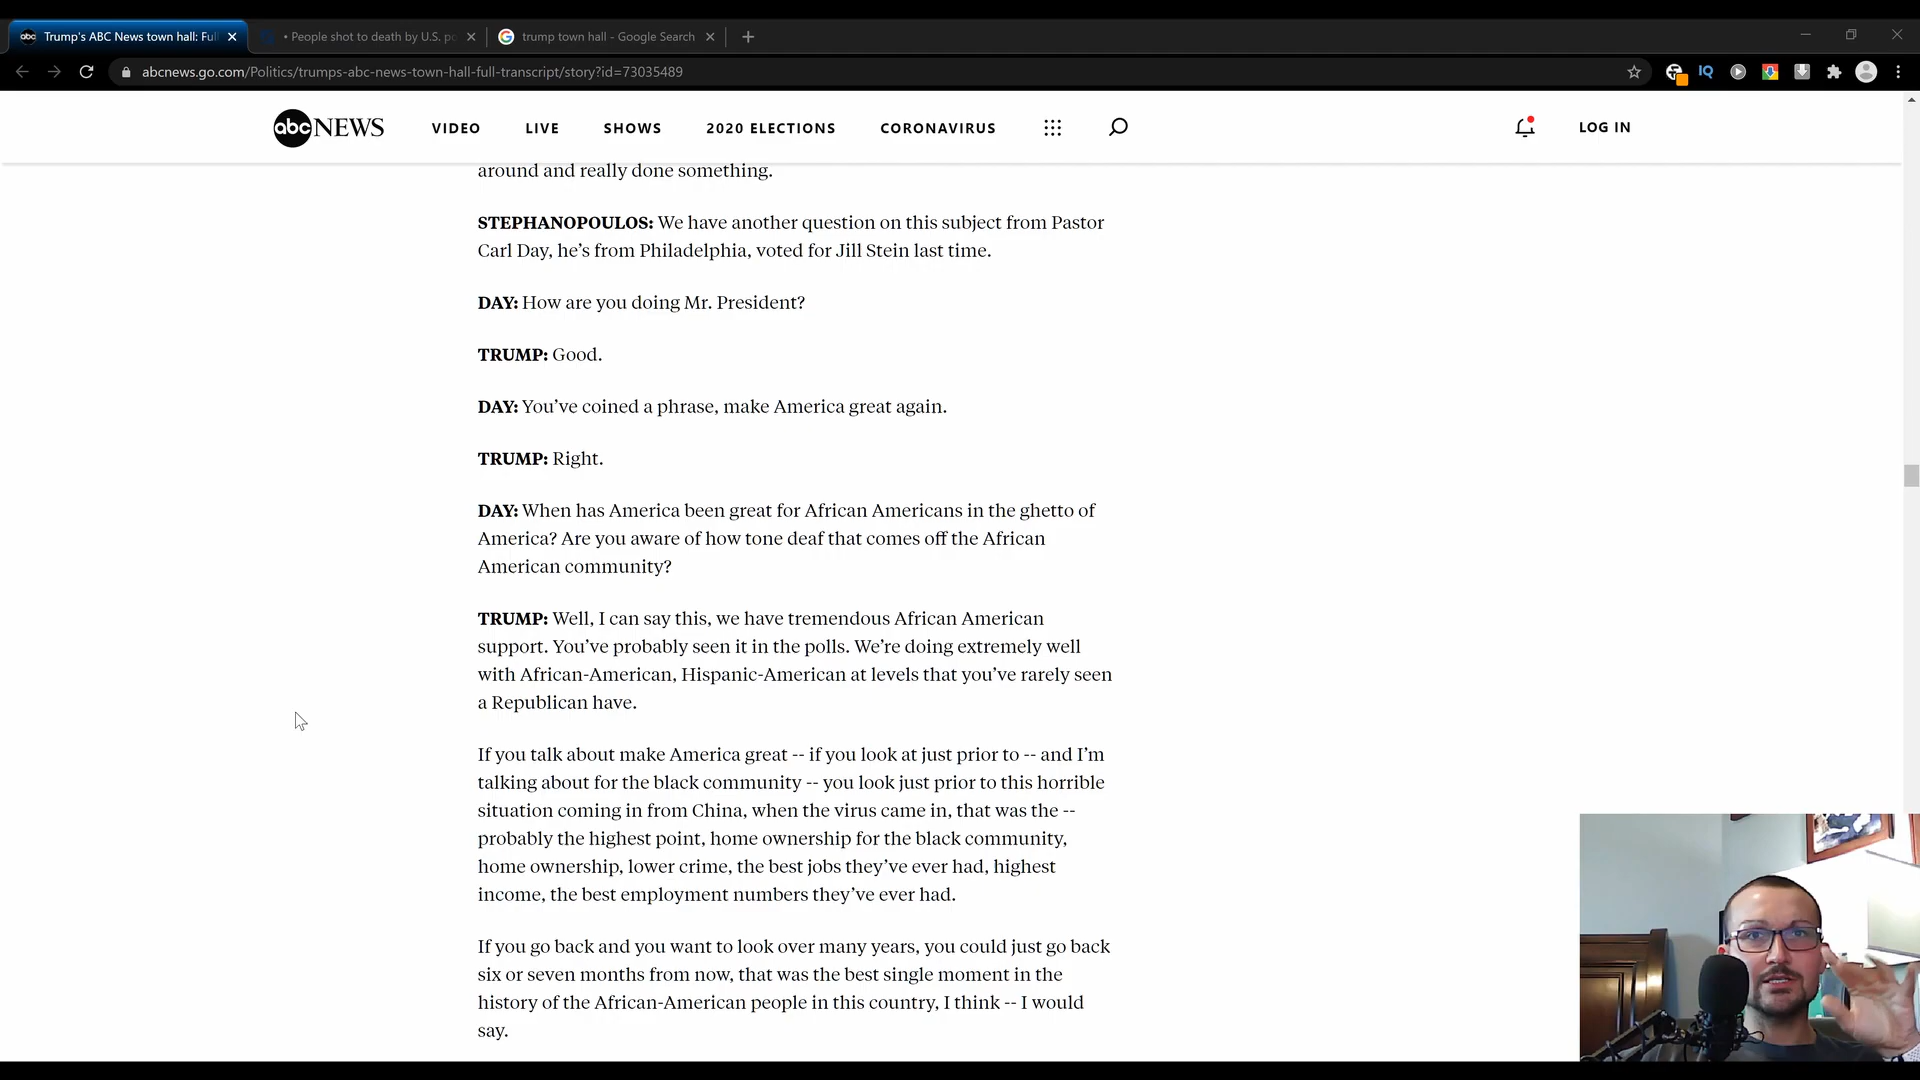 Trump's ABC News town hall: Ful
• People shot to death by U.S. po
trump town hall - Google Search
abcnews.go.com/Politics/trumps-abc-news-town-hall-full-transcript/story?id=73035489
IQ
abc NEWS
VIDEO
LIVE
SHOWS
2020 ELECTIONS
CORONAVIRUS
LOG IN
around and really done something.
STEPHANOPOULOS: We have another question on this subject from Pastor
Carl Day, he’s from Philadelphia, voted for Jill Stein last time.
DAY: How are you doing Mr. President?
TRUMP: Good.
DAY: You’ve coined a phrase, make America great again.
TRUMP: Right.
DAY: When has America been great for African Americans in the ghetto of
America? Are you aware of how tone deaf that comes off the African
American community?
TRUMP: Well, I can say this, we have tremendous African American
support. You’ve probably seen it in the polls. We’re doing extremely well
with African-American, Hispanic-American at levels that you’ve rarely seen
a Republican have.
If you talk about make America great -- if you look at just prior to -- and I’m
talking about for the black community -- you look just prior to this horrible
situation coming in from China, when the virus came in, that was the --
probably the highest point, home ownership for the black community,
home ownership, lower crime, the best jobs they’ve ever had, highest
income, the best employment numbers they’ve ever had.
If you go back and you want to look over many years, you could just go back
six or seven months from now, that was the best single moment in the
history of the African-American people in this country, I think -- I would
say.